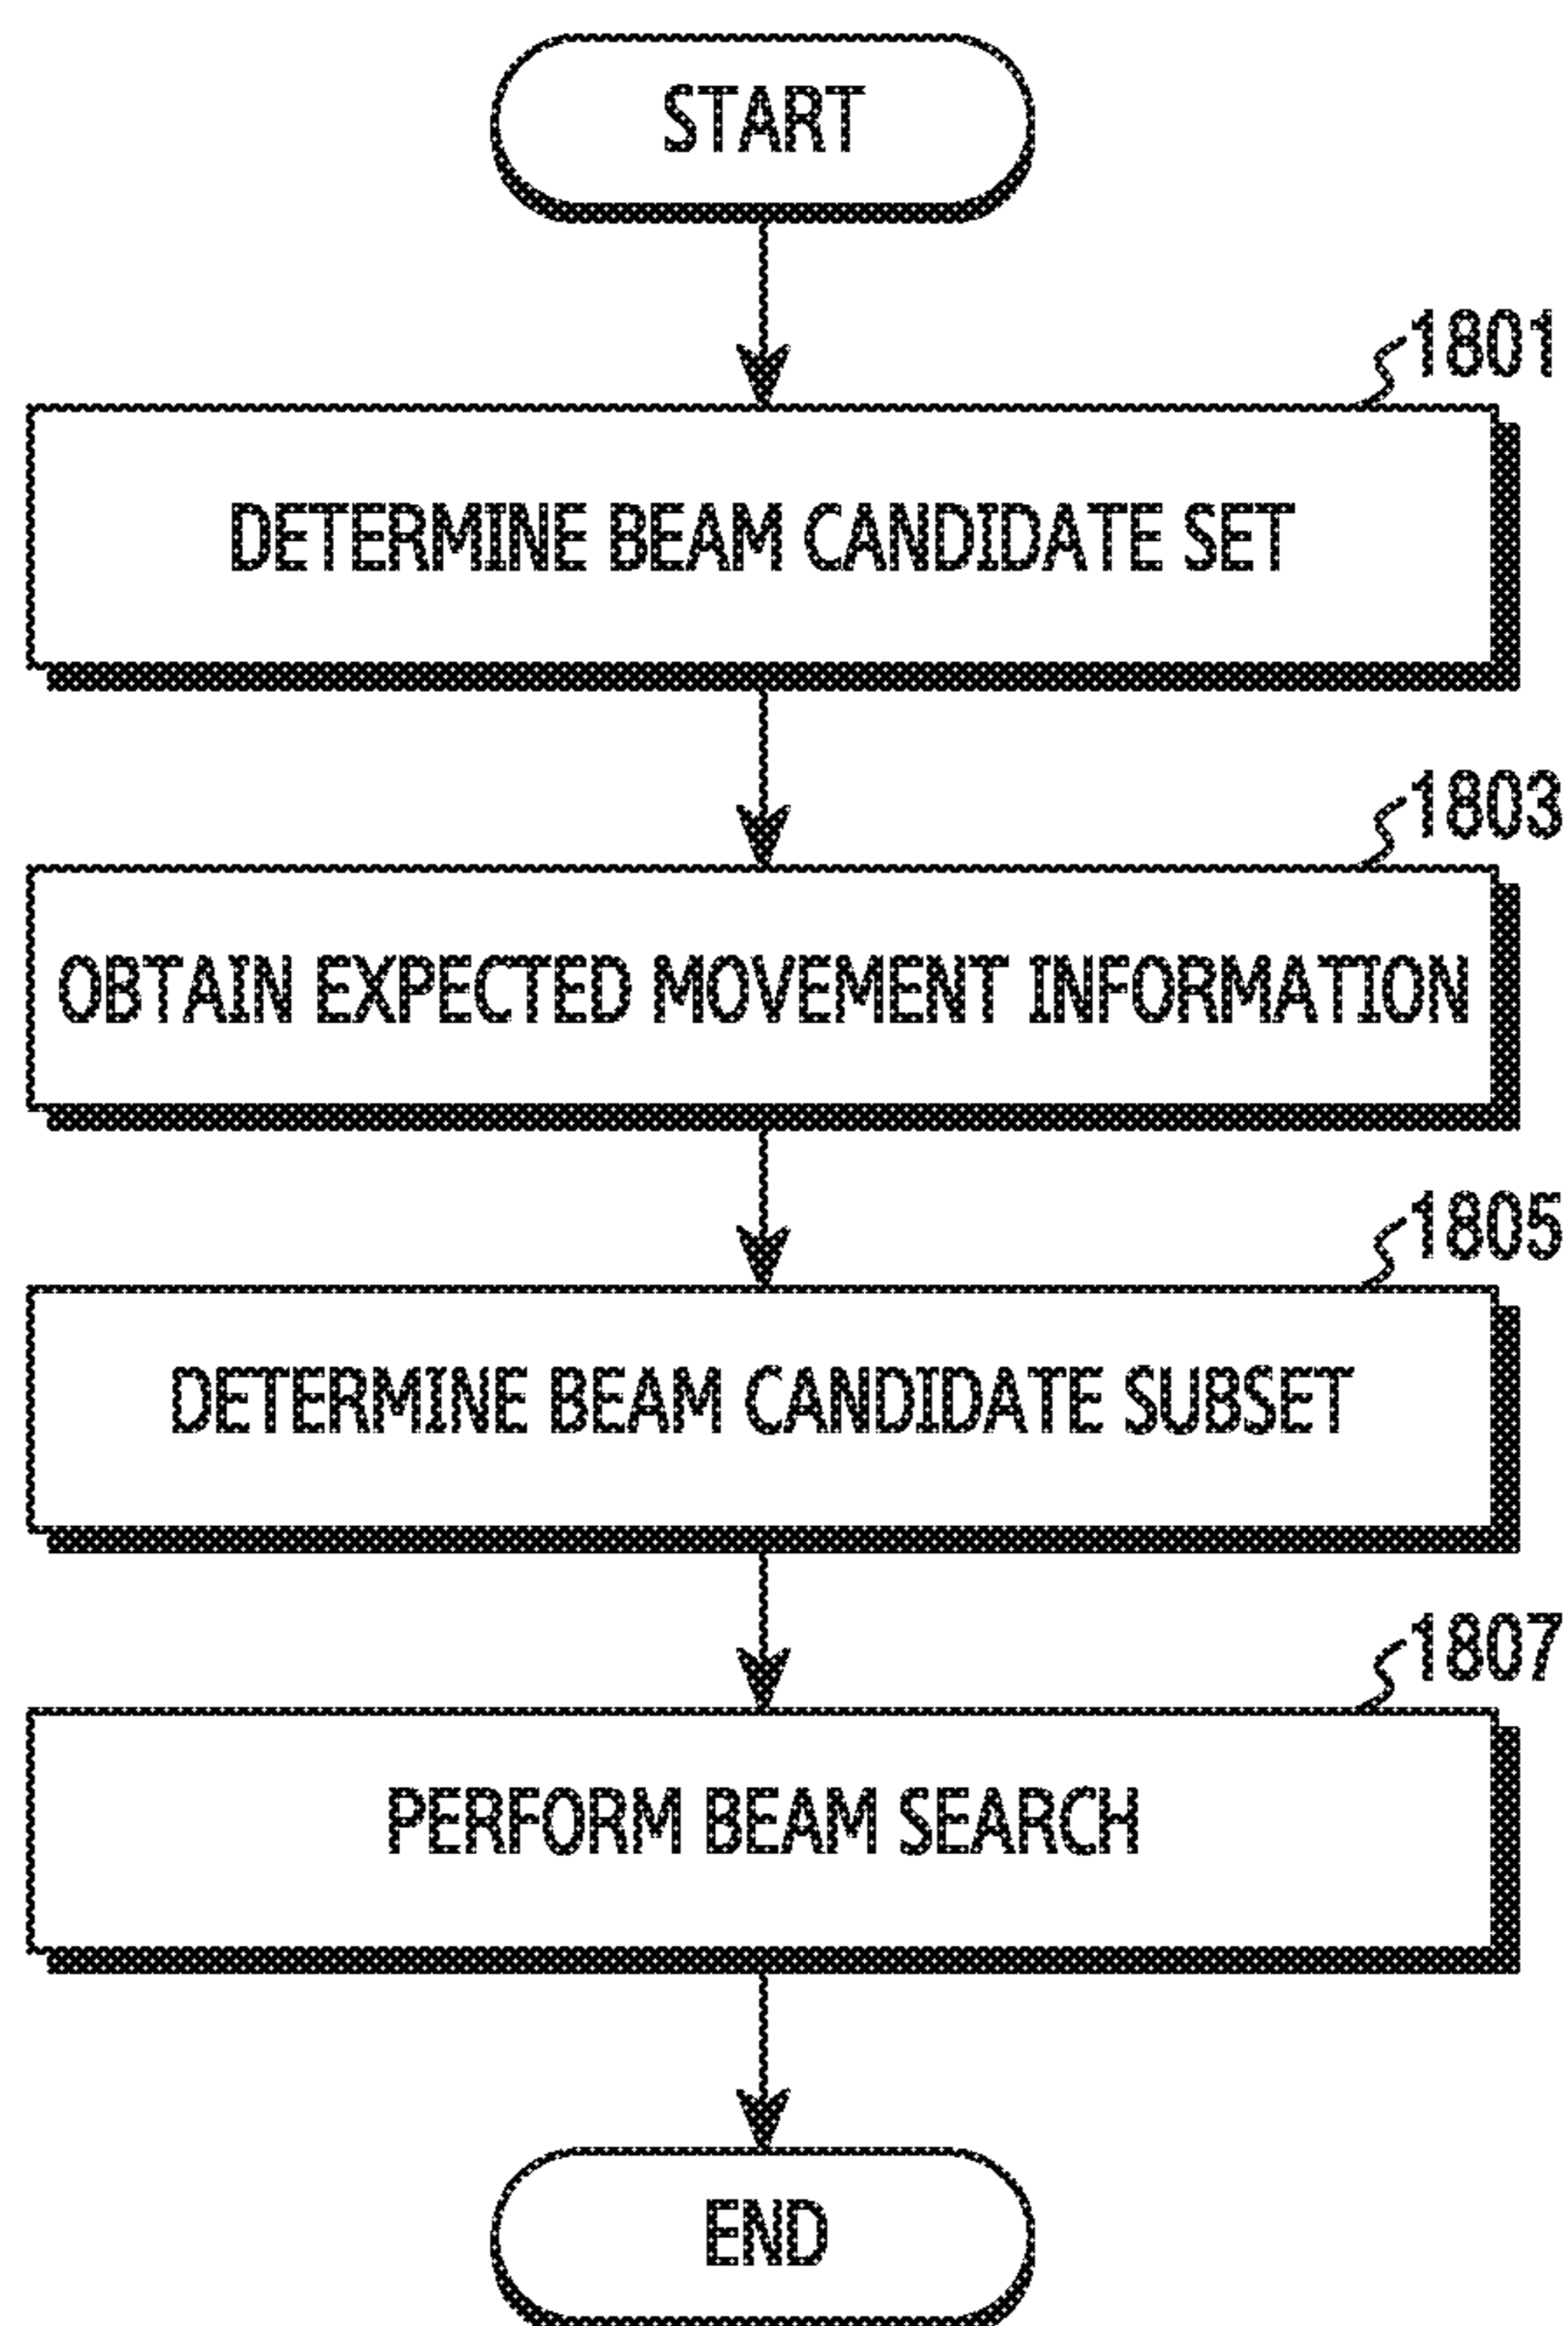 START
1801
DETERMINE BEAM CANDIDATE SET
1803
OBTAIN EXPECTED MOVEMENT INFORMATION
1805
DETERMINE BEAM CANDIDATE SUBSET
1807
PERFORM BEAM SEARCH
END